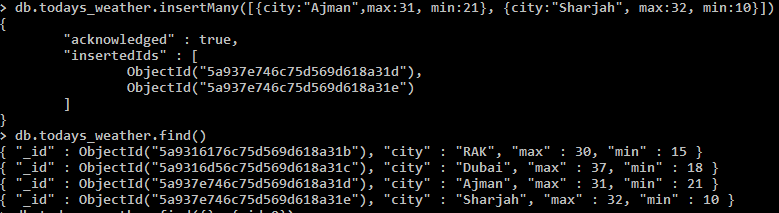 > db.todays_weather.insertMany([{city:"Ajman",max:31, min:21}, {city:"Sharjah", max:32, min:10}])
{
        "acknowledged" : true,
        "insertedIds" : [
                ObjectId("5a937e746c75d569d618a31d"),
                ObjectId("5a937e746c75d569d618a31e")
        ]
}
> db.todays_weather.find()
{ "_id" : ObjectId("5a9316176c75d569d618a31b"), "city" : "RAK", "max" : 30, "min" : 15 }
{ "_id" : ObjectId("5a9316d56c75d569d618a31c"), "city" : "Dubai", "max" : 37, "min" : 18 }
{ "_id" : ObjectId("5a937e746c75d569d618a31d"), "city" : "Ajman", "max" : 31, "min" : 21 }
{ "_id" : ObjectId("5a937e746c75d569d618a31e"), "city" : "Sharjah", "max" : 32, "min" : 10 }